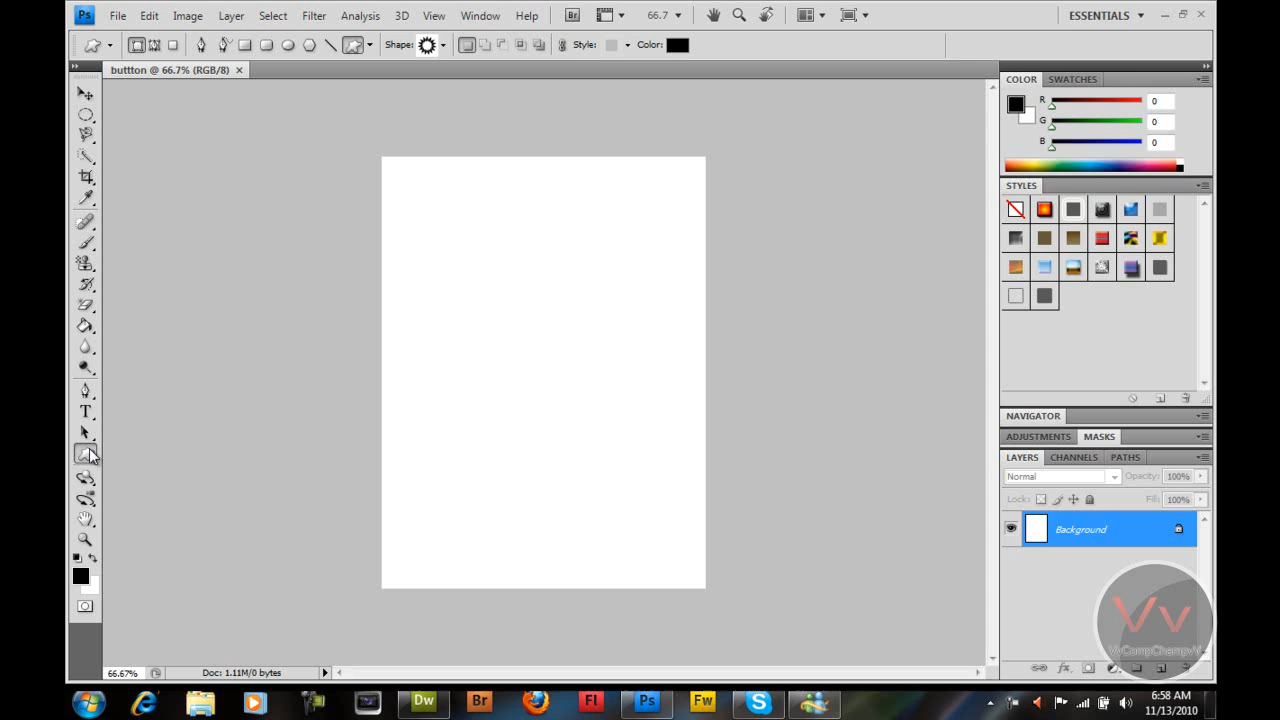 Ps File Edit Image Layer Select Filter Analysis 3D View Window Help Br 66.7 ESSENTIALS
Shape: Style: Color:
buttton @ 66.7% (RGB/8)
COLOR SWATCHES
R 0
G 0
B 0
STYLES
T
NAVIGATOR
ADJUSTMENTS MASKS
LAYERS CHANNELS PATHS
Normal Opacity: 100%
Lock: Fill: 100%
Background
Vv
VvCompChampvV
66.67% Doc: 1.11M/0 bytes
Dw Br Fl Ps Fw S
6:58 AM
11/13/2010